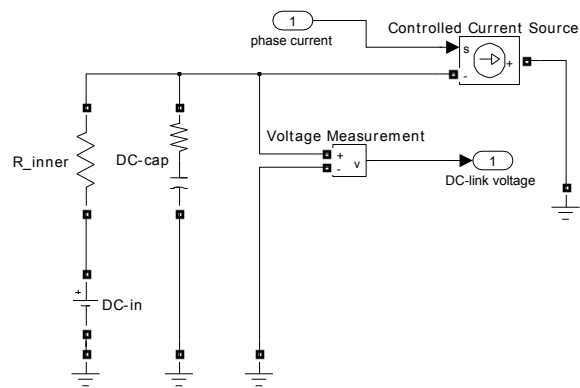 1
phase current
Controlled Current Source
s
+
-
Voltage Measurement
R_inner
DC-cap
+
-
v
1
DC-link voltage
+
DC-in